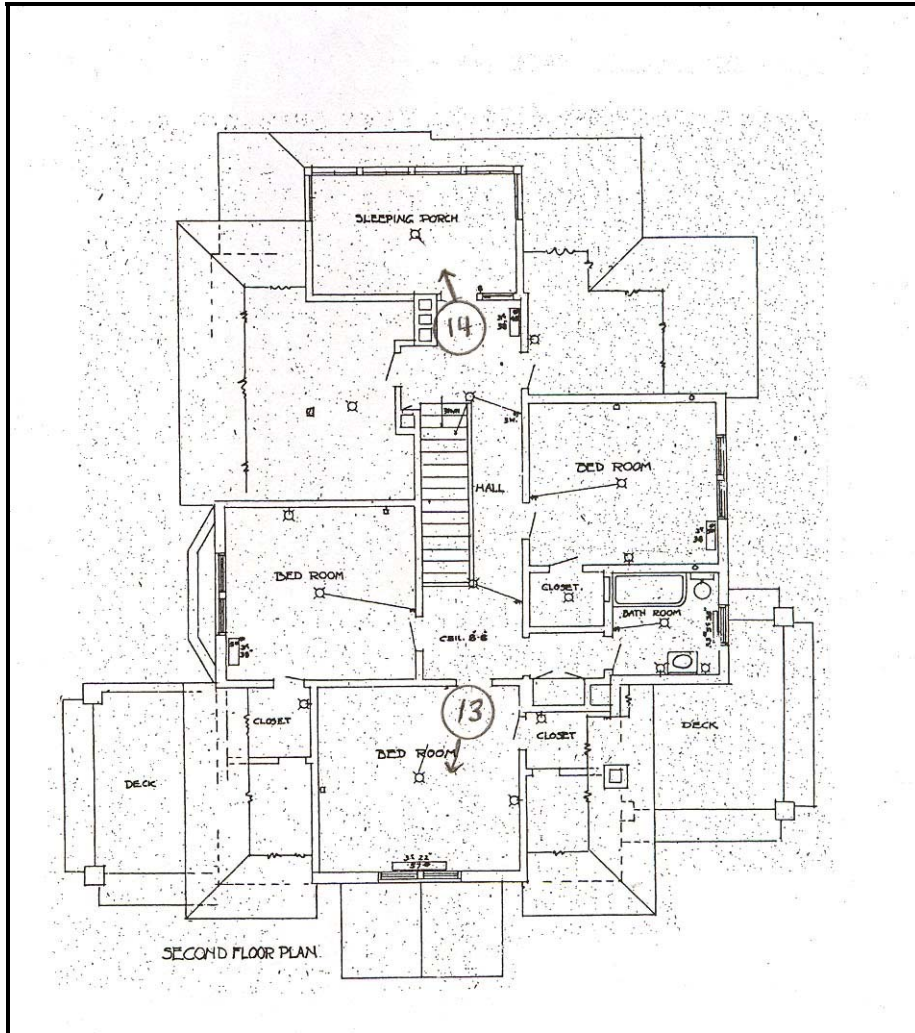 SLEEPING PORCH
14
DOWN
BED ROOM
HALL
BED ROOM
CLOSET
BATH ROOM
CEIL. 8'-6"
13
CLOSET
BED ROOM
CLOSET
DECK
DECK
SECOND FLOOR PLAN.